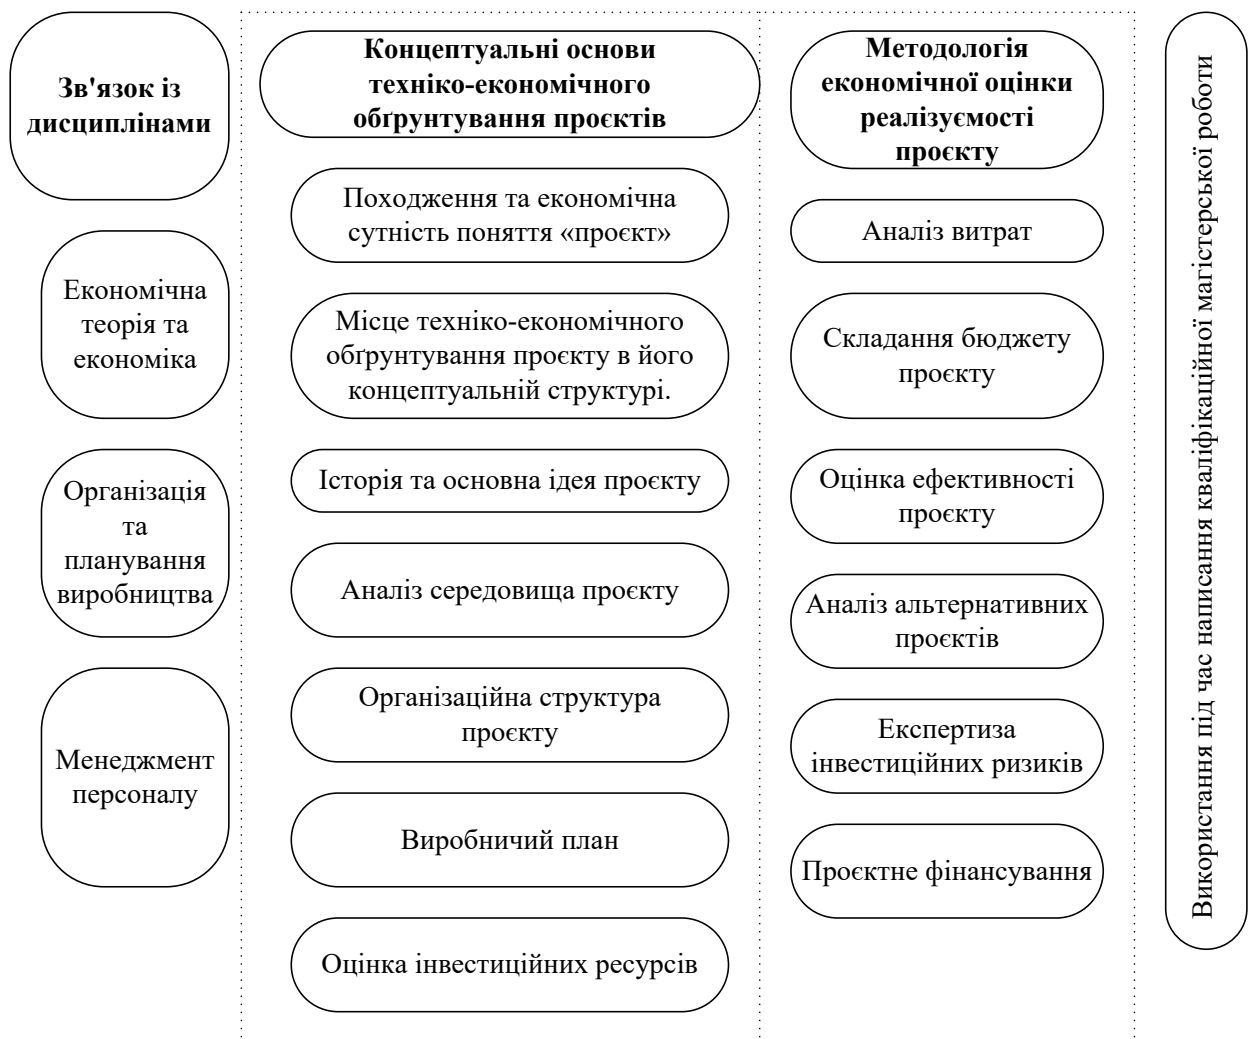 Зв'язок із
дисциплінами
Економічна
теорія та
економіка
Організація
та
планування
виробництва
Менеджмент
персоналу
Концептуальні основи
техніко-економічного
обґрунтування проєктів
Походження та економічна
сутність поняття «проєкт»
Місце техніко-економічного
обґрунтування проєкту в його
концептуальній структурі.
Історія та основна ідея проєкту
Аналіз середовища проєкту
Організаційна структура
проєкту
Виробничий план
Оцінка інвестиційних ресурсів
Методологія
економічної оцінки
реалізуємості
проєкту
Аналіз витрат
Складання бюджету
проєкту
Оцінка ефективності
проєкту
Аналіз альтернативних
проєктів
Експертиза
інвестиційних ризиків
Проєктне фінансування
Використання під час написання кваліфікаційної магістерської роботи